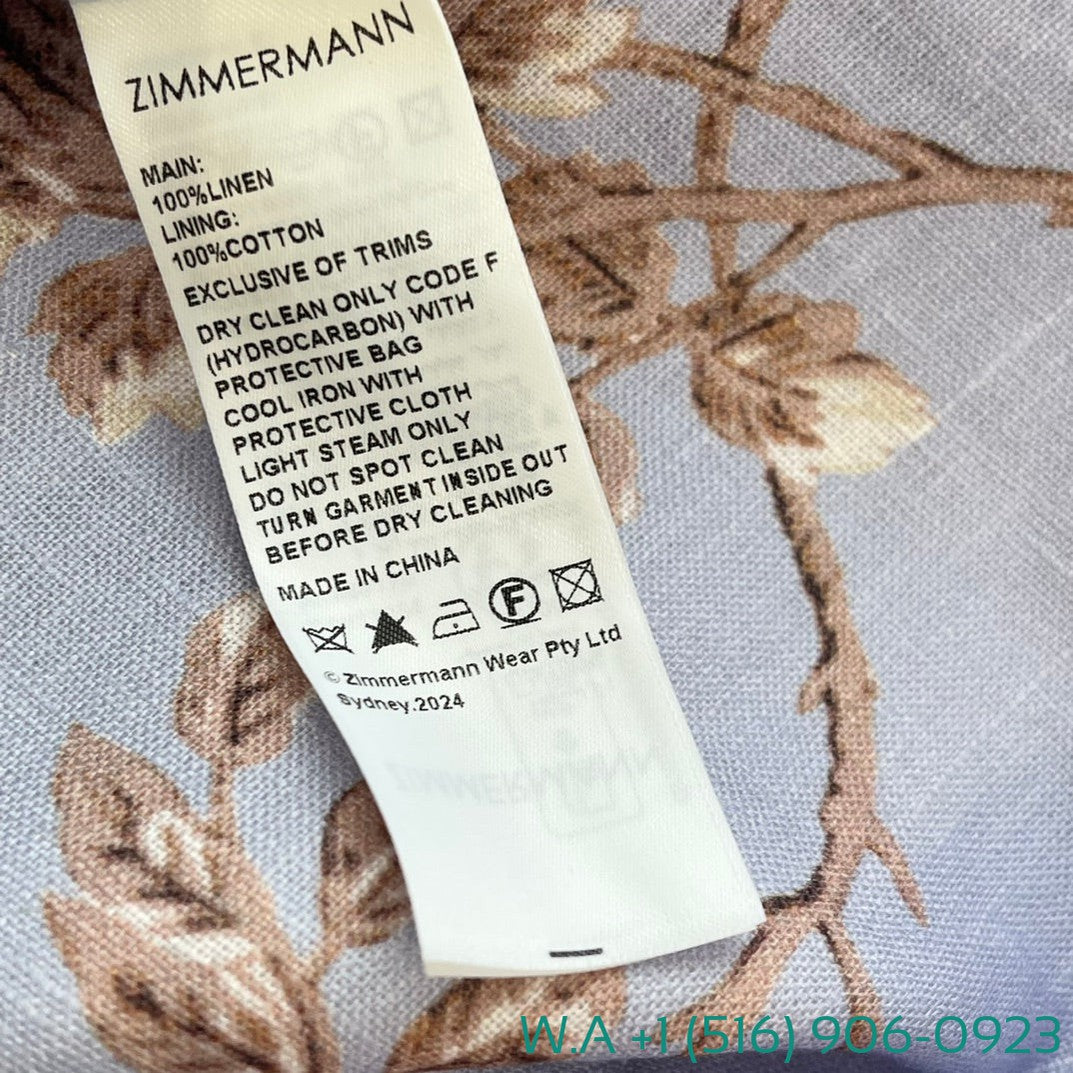 ZIMMERMANN
MAIN:
100%LINEN
LINING:
100%COTTON
EXCLUSIVE OF TRIMS
DRY CLEAN ONLY CODE F
(HYDROCARBON) WITH
PROTECTIVE BAG
COOL IRON WITH
PROTECTIVE CLOTH
LIGHT STEAM ONLY
DO NOT SPOT CLEAN
TURN GARMENT INSIDE OUT
BEFORE DRY CLEANING
MADE IN CHINA
F
© Zimmermann Wear Pty Ltd
Sydney.2024
ZIMMERMANN
W.A +1 (516) 906-0923